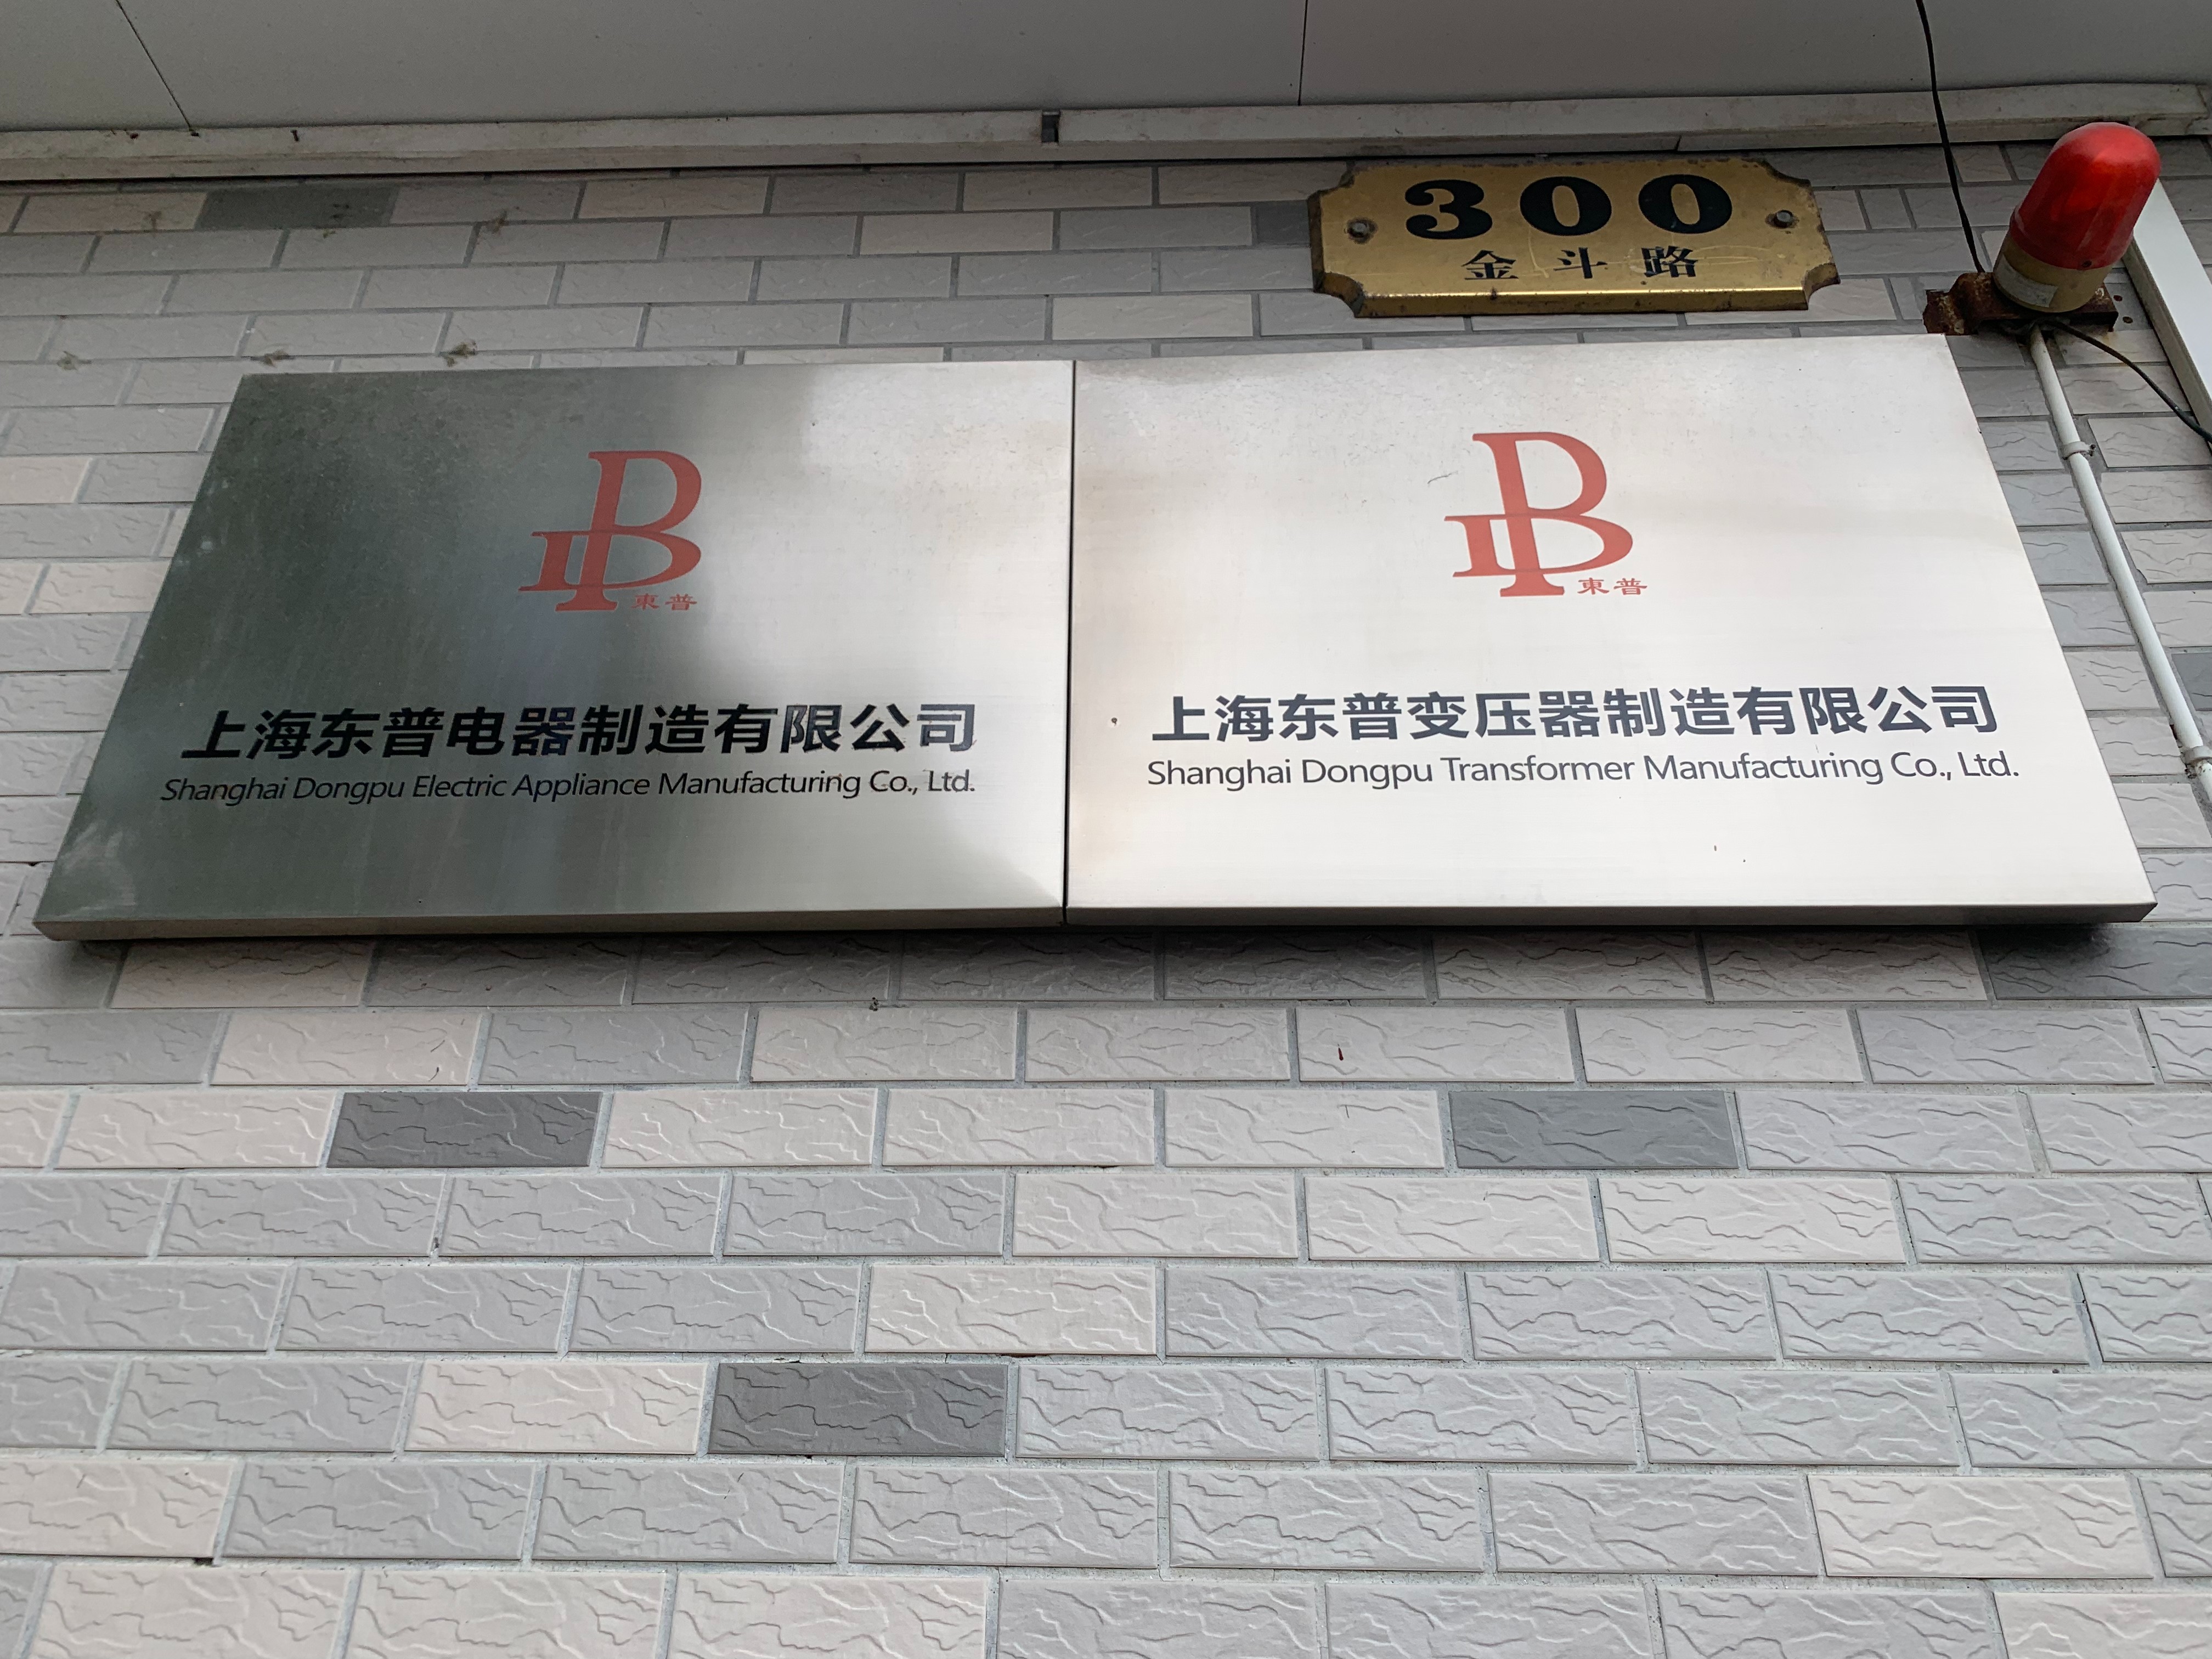 300
金斗路
東普
上海东普电器制造有限公司
Shanghai Dongpu Electric Appliance Manufacturing Co., Ltd.
東普
上海东普变压器制造有限公司
Shanghai Dongpu Transformer Manufacturing Co., Ltd.